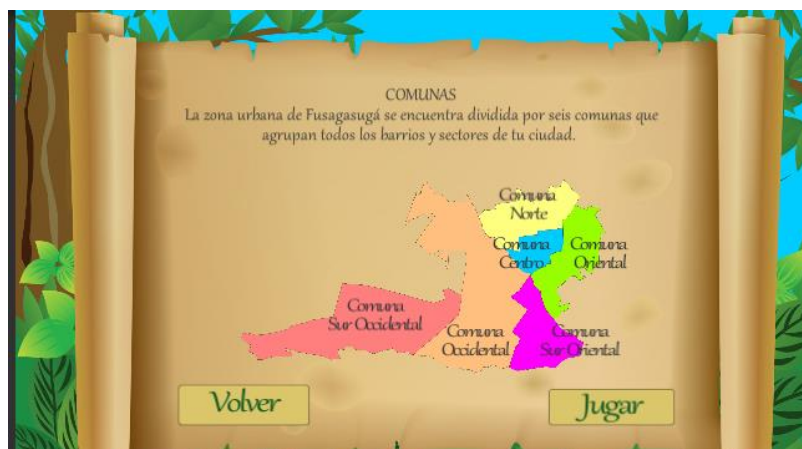 COMUNAS
La zona urbana de Fusagasugá se encuentra dividida por seis comunas que
agrupan todos los barrios y sectores de tu ciudad.
Comuna
Norte
Comuna
Centro
Comuna
Oriental
Comuna
Sur Occidental
Comuna
Occidental
Comuna
Sur Oriental
Volver
Jugar